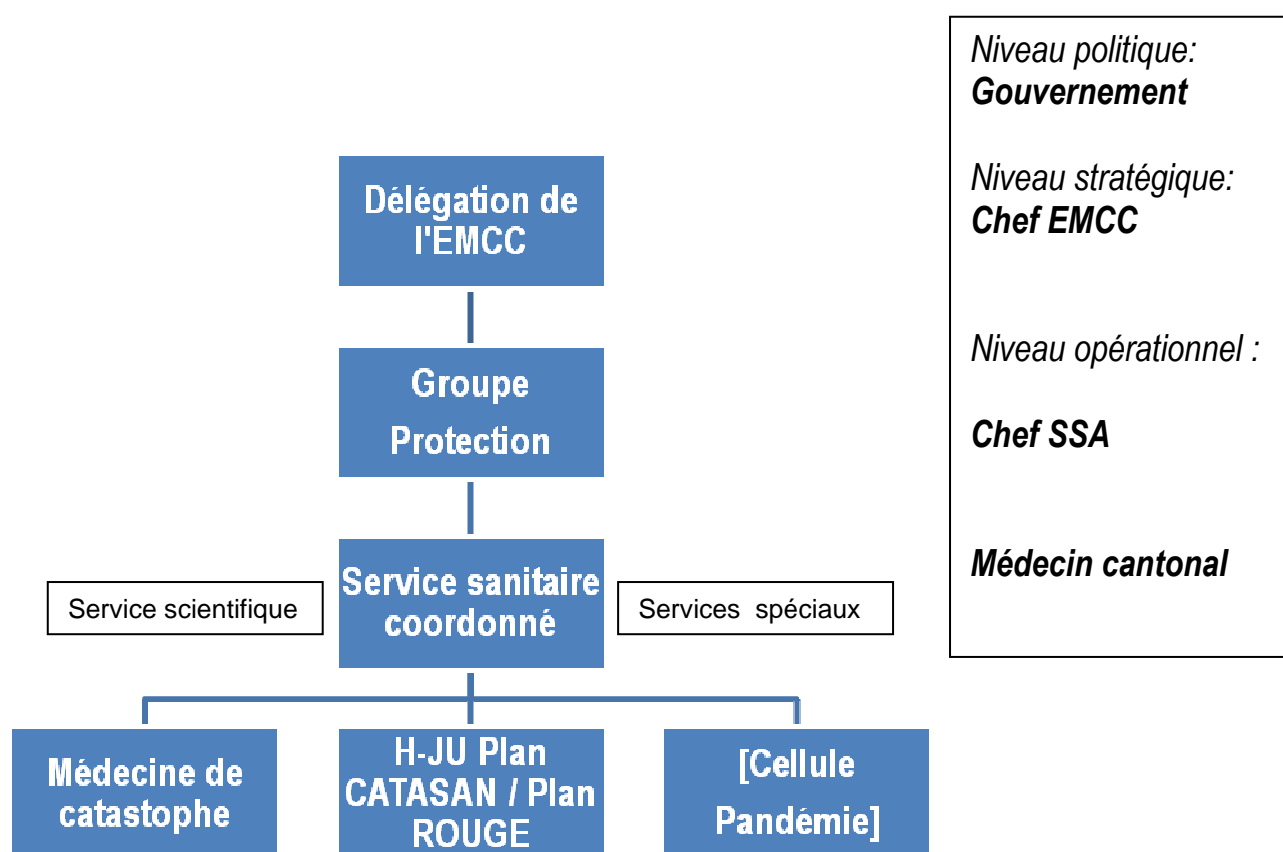 Niveau politique:
Gouvernement
Niveau stratégique:
Chef EMCC
Niveau opérationnel :
Chef SSA
Médecin cantonal
Délégation de
l'EMCC
Groupe
Protection
Service sanitaire
coordonné
Service scientifique
Services spéciaux
Médecine de
catastophe
H-JU Plan
CATASAN / Plan
ROUGE
[Cellule
Pandémie]